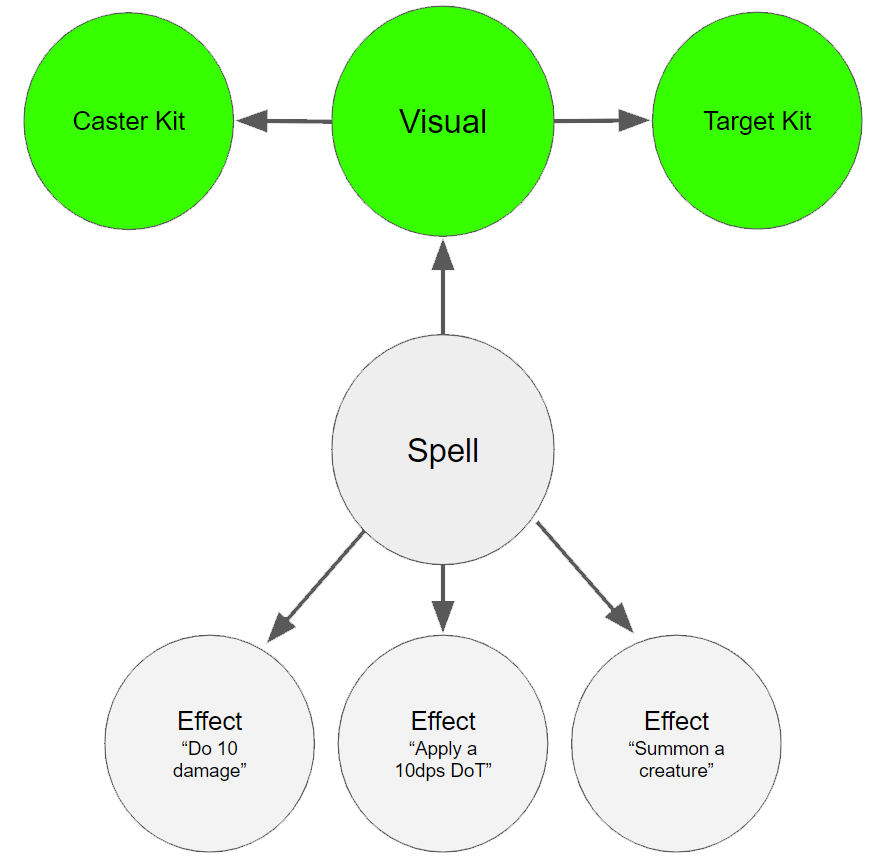 Caster Kit
Visual
Target Kit
Spell
Effect
“Do 10
damage”
Effect
“Apply a
10dps DoT”
Effect
“Summon a
creature”